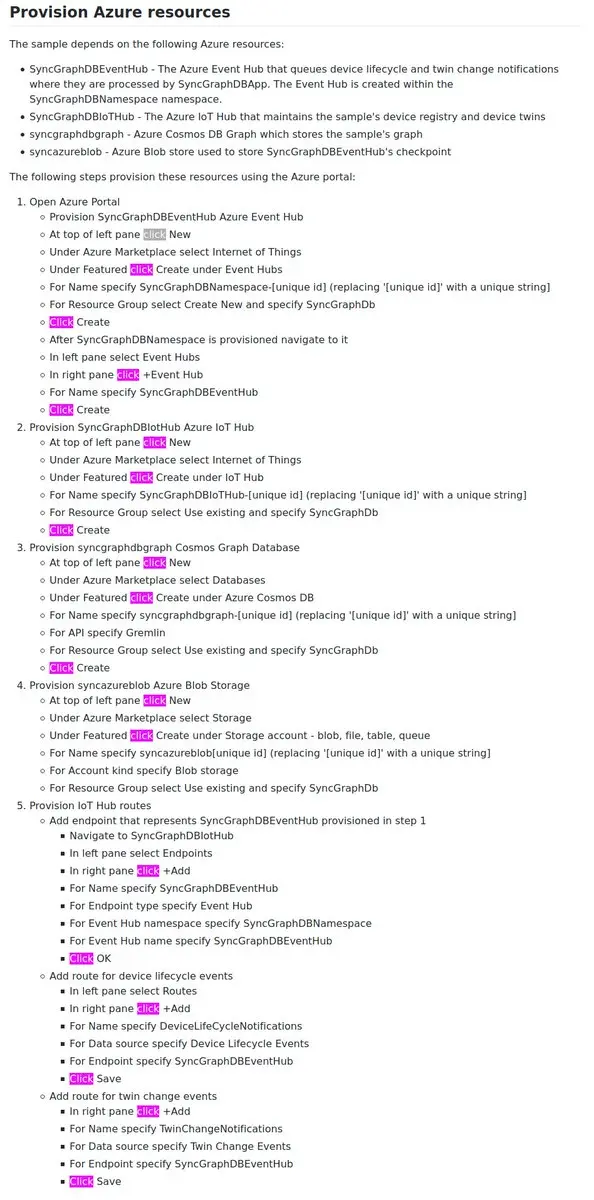 Provision Azure resources
The sample depends on the following Azure resources:
SyncGraphDBEventHub - The Azure Event Hub that queues device lifecycle and twin change notifications
where they are processed by SyncGraphDBApp. The Event Hub is created within the
SyncGraphDBNamespace namespace.
SyncGraphDBIoTHub - The Azure IoT Hub that maintains the sample's device registry and device twins
syncgraphdbgraph - Azure Cosmos DB Graph which stores the sample's graph
syncazureblob - Azure Blob store used to store SyncGraphDBEventHub's checkpoint
The following steps provision these resources using the Azure portal:
1. Open Azure Portal
Provision SyncGraphDBEventHub Azure Event Hub
At top of left pane click New
Under Azure Marketplace select Internet of Things
Under Featured click Create under Event Hubs
For Name specify SyncGraphDBNamespace-[unique id] (replacing '[unique id]' with a unique string]
For Resource Group select Create New and specify SyncGraphDb
Click Create
After SyncGraphDBNamespace is provisioned navigate to it
In left pane select Event Hubs
In right pane click +Event Hub
For Name specify SyncGraphDBEventHub
Click Create
2. Provision SyncGraphDBIotHub Azure IoT Hub
At top of left pane click New
Under Azure Marketplace select Internet of Things
Under Featured click Create under IoT Hub
For Name specify SyncGraphDBIoTHub-[unique id] (replacing '[unique id]' with a unique string]
For Resource Group select Use existing and specify SyncGraphDb
Click Create
3. Provision syncgraphdbgraph Cosmos Graph Database
At top of left pane click New
Under Azure Marketplace select Databases
Under Featured click Create under Azure Cosmos DB
For Name specify syncgraphdbgraph-[unique id] (replacing '[unique id]' with a unique string]
For API specify Gremlin
For Resource Group select Use existing and specify SyncGraphDb
Click Create
4. Provision syncazureblob Azure Blob Storage
At top of left pane click New
Under Azure Marketplace select Storage
Under Featured click Create under Storage account - blob, file, table, queue
For Name specify syncazureblob[unique id] (replacing '[unique id]' with a unique string]
For Account kind specify Blob storage
For Resource Group select Use existing and specify SyncGraphDb
5. Provision IoT Hub routes
Add endpoint that represents SyncGraphDBEventHub provisioned in step 1
Navigate to SyncGraphDBIotHub
In left pane select Endpoints
In right pane click +Add
For Name specify SyncGraphDBEventHub
For Endpoint type specify Event Hub
For Event Hub namespace specify SyncGraphDBNamespace
For Event Hub name specify SyncGraphDBEventHub
Click OK
Add route for device lifecycle events
In left pane select Routes
In right pane click +Add
For Name specify DeviceLifeCycleNotifications
For Data source specify Device Lifecycle Events
For Endpoint specify SyncGraphDBEventHub
Click Save
Add route for twin change events
In right pane click +Add
For Name specify TwinChangeNotifications
For Data source specify Twin Change Events
For Endpoint specify SyncGraphDBEventHub
Click Save